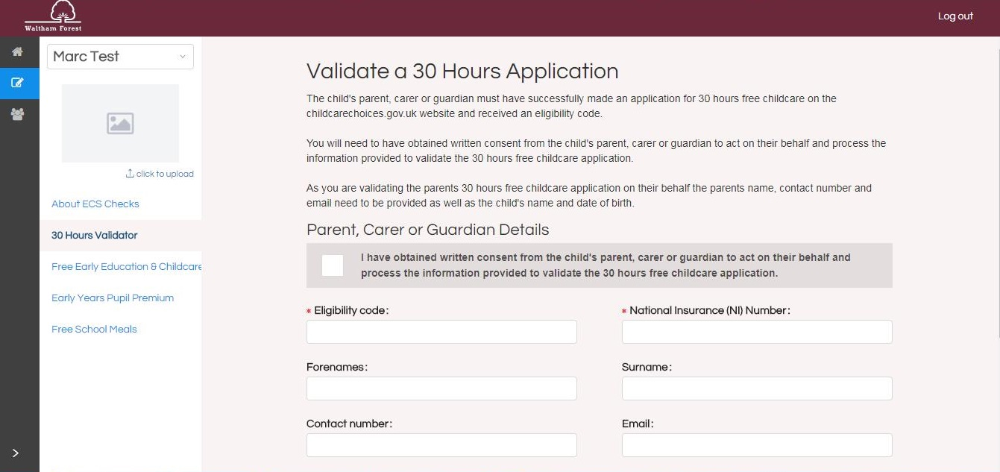 Waltham Forest
Log out
Marc Test
click to upload
About ECS Checks
30 Hours Validator
Free Early Education & Childcare
Early Years Pupil Premium
Free School Meals
Validate a 30 Hours Application
The child's parent, carer or guardian must have successfully made an application for 30 hours free childcare on the
childcarechoices.gov.uk website and received an eligibility code.
You will need to have obtained written consent from the child's parent, carer or guardian to act on their behalf and process the
information provided to validate the 30 hours free childcare application.
As you are validating the parents 30 hours free childcare application on their behalf the parents name, contact number and
email need to be provided as well as the child's name and date of birth.
Parent, Carer or Guardian Details
I have obtained written consent from the child's parent, carer or guardian to act on their behalf and
process the information provided to validate the 30 hours free childcare application.
* Eligibility code:
* National Insurance (NI) Number:
Forenames:
Surname:
Contact number:
Email: